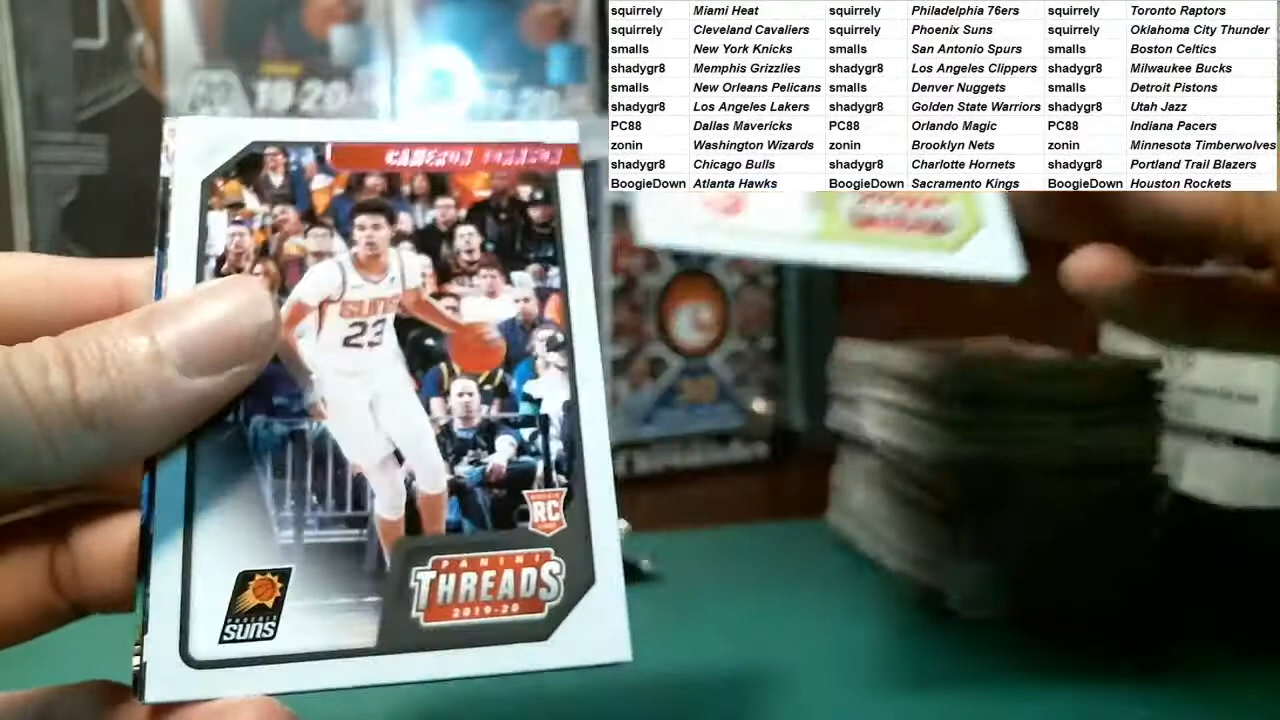 squirrely Miami Heat squirrely Philadelphia 76ers squirrely Toronto Raptors
squirrely Cleveland Cavaliers squirrely Phoenix Suns squirrely Oklahoma City Thunder
smalls New York Knicks smalls San Antonio Spurs smalls Boston Celtics
shadygr8 Memphis Grizzlies shadygr8 Los Angeles Clippers shadygr8 Milwaukee Bucks
smalls New Orleans Pelicans smalls Denver Nuggets smalls Detroit Pistons
shadygr8 Los Angeles Lakers shadygr8 Golden State Warriors shadygr8 Utah Jazz
PC88 Dallas Mavericks PC88 Orlando Magic PC88 Indiana Pacers
zonin Washington Wizards zonin Brooklyn Nets zonin Minnesota Timberwolves
shadygr8 Chicago Bulls shadygr8 Charlotte Hornets shadygr8 Portland Trail Blazers
BoogieDown Atlanta Hawks BoogieDown Sacramento Kings BoogieDown Houston Rockets
19-20
CAMERON JOHNSON
SUNS
23
RC
PANINI
THREADS
2019-20
PHOENIX
SUNS